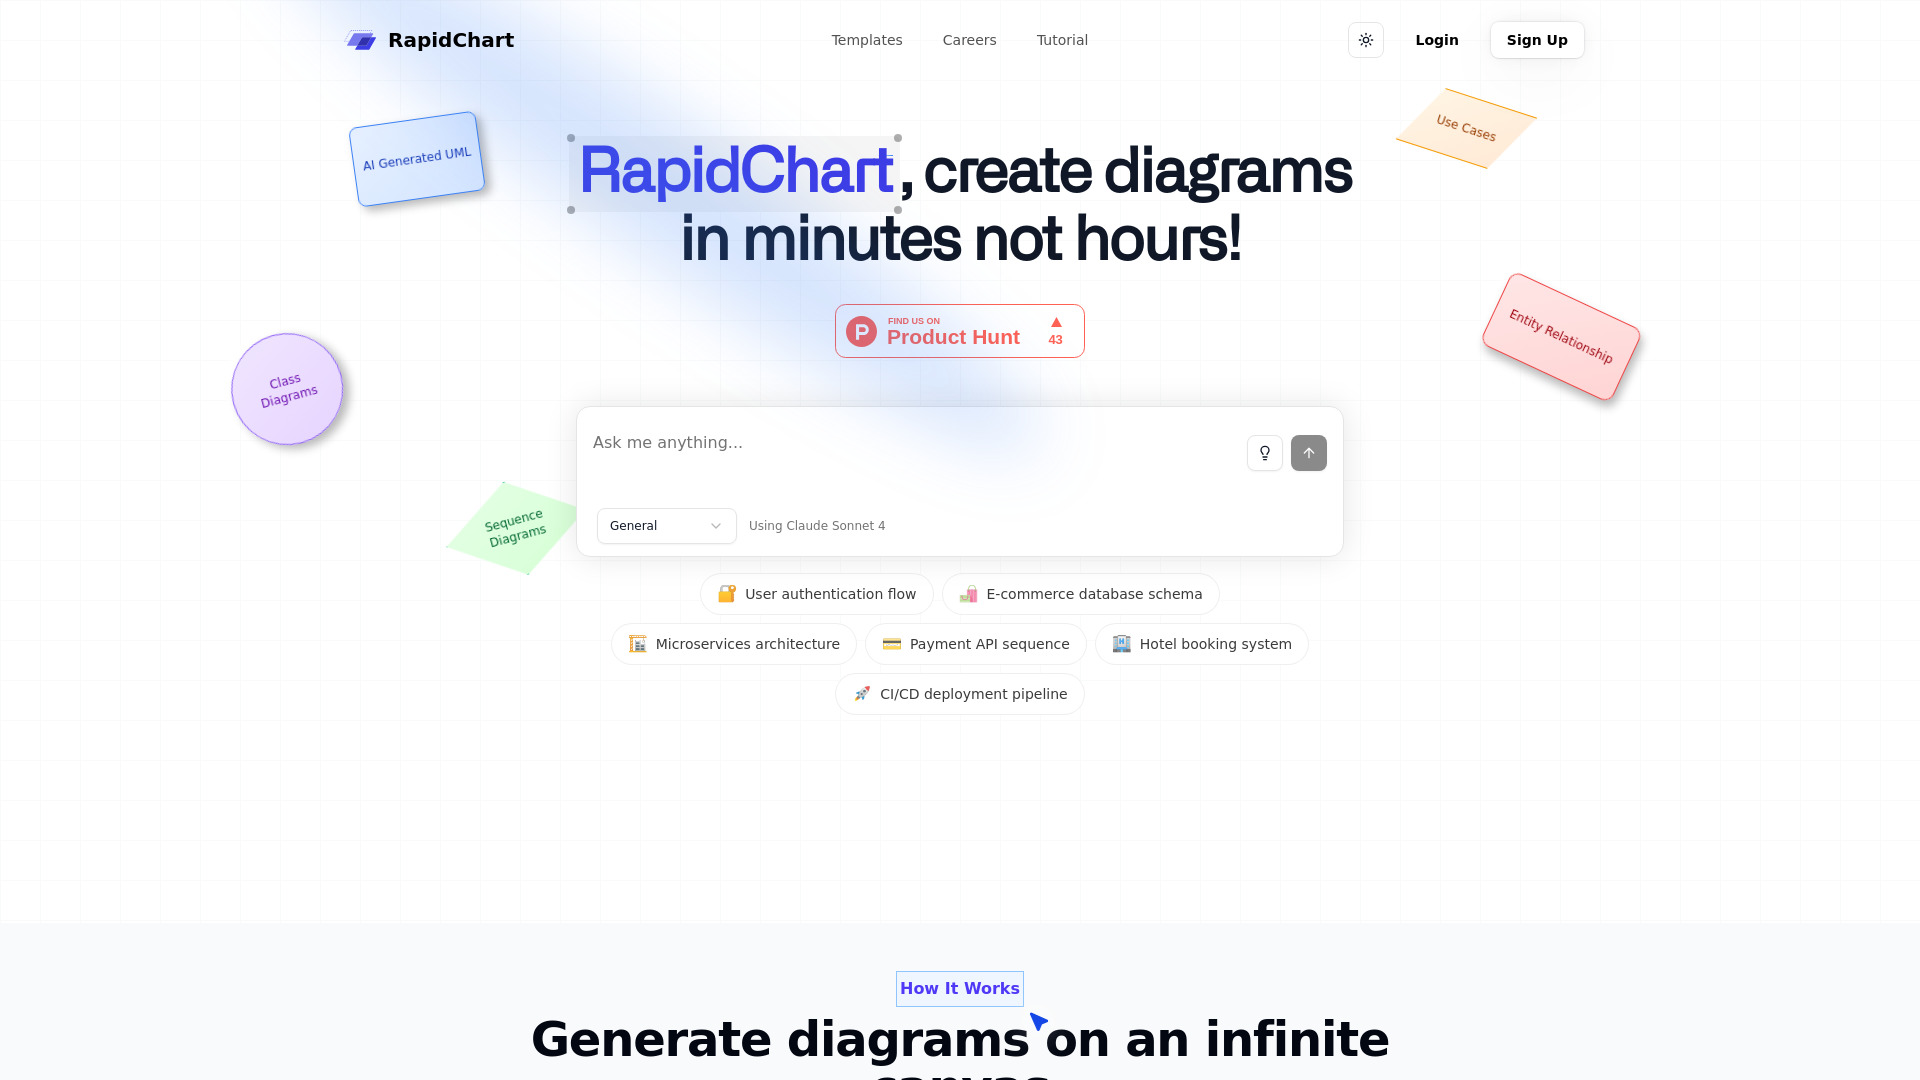 RapidChart
Templates
Careers
Tutorial
Login
Sign Up
AI Generated UML
Use Cases
RapidChart, create diagrams
in minutes not hours!
FIND US ON
Product Hunt
43
Entity Relationship
Class
Diagrams
Ask me anything...
Sequence
Diagrams
General
Using Claude Sonnet 4
User authentication flow
E-commerce database schema
Microservices architecture
Payment API sequence
Hotel booking system
CI/CD deployment pipeline
How It Works
Generate diagrams on an infinite
canvas